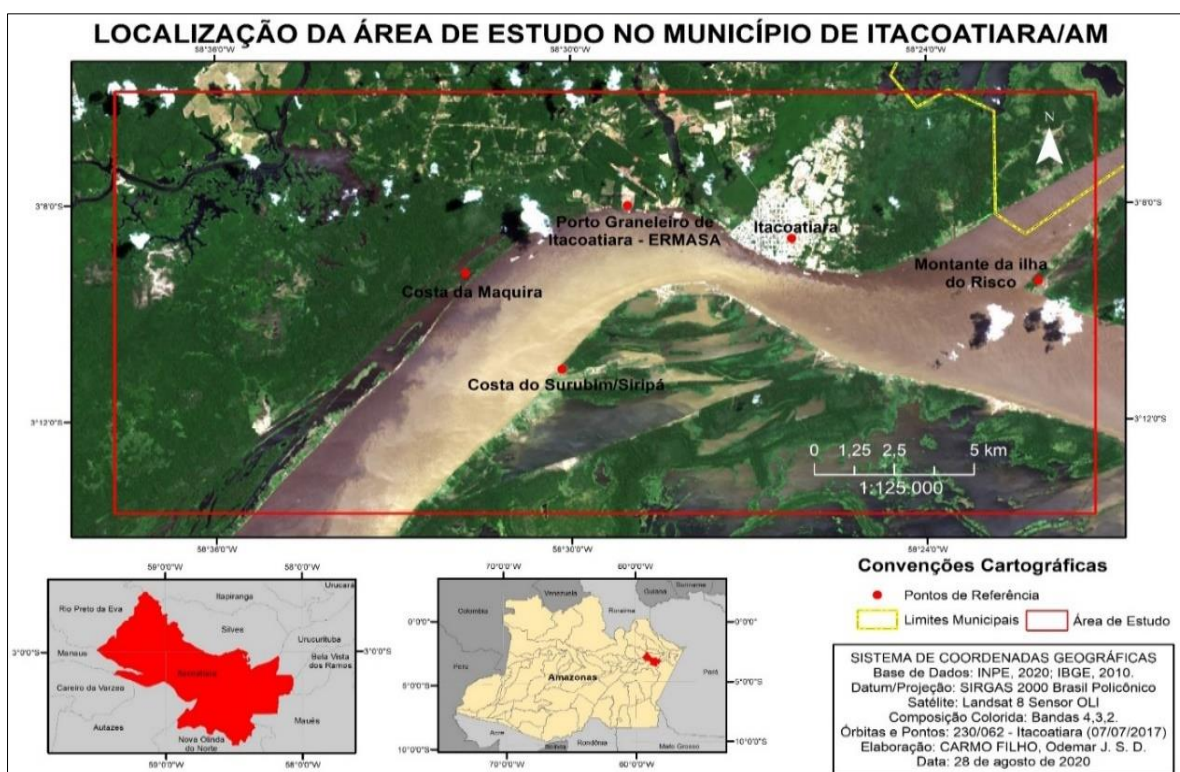 LOCALIZAÇÃO DA ÁREA DE ESTUDO NO MUNICÍPIO DE ITACOATIARA/AM
58°36'0"W 58°30'0"W 58°24'0"W
N
3°8'0"S 3°8'0"S
Porto Graneleiro de
Itacoatiara - ERMASA
Itacoatiara
Costa da Maquira
Montante da ilha
do Risco
Costa do Surubim/Siripá
3°12'0"S 3°12'0"S
0 1,25 2,5 5 km
1:125.000
58°36'0"W 58°30'0"W 58°24'0"W
59°0'0"W 58°0'0"W
Urucará
Rio Preto da Eva
Itapiranga
Silves
Urucurituba
3°0'0"S 3°0'0"S
Manaus
Itacoatiara
Boa Vista
dos Ramos
Careiro da Varzea
Autazes
Maués
Nova Olinda
do Norte
59°0'0"W 58°0'0"W
70°0'0"W 60°0'0"W
Venezuela
Guiana
Suriname
Colombia
Roraima
0°0'0"S 0°0'0"S
Peru
Amazonas
Pará
5°0'0"S 5°0'0"S
Acre
Bolivia
Rondônia
Mato Grosso
10°0'0"S 10°0'0"S
70°0'0"W 60°0'0"W
Convenções Cartográficas
Pontos de Referência
Limites Municipais Área de Estudo
SISTEMA DE COORDENADAS GEOGRÁFICAS
Base de Dados: INPE, 2020; IBGE, 2010.
Datum/Projeção: SIRGAS 2000 Brasil Policônico
Satélite: Landsat 8 Sensor OLI
Composição Colorida: Bandas 4,3,2.
Órbitas e Pontos: 230/062 - Itacoatiara (07/07/2017)
Elaboração: CARMO FILHO, Odemar J. S. D.
Data: 28 de agosto de 2020